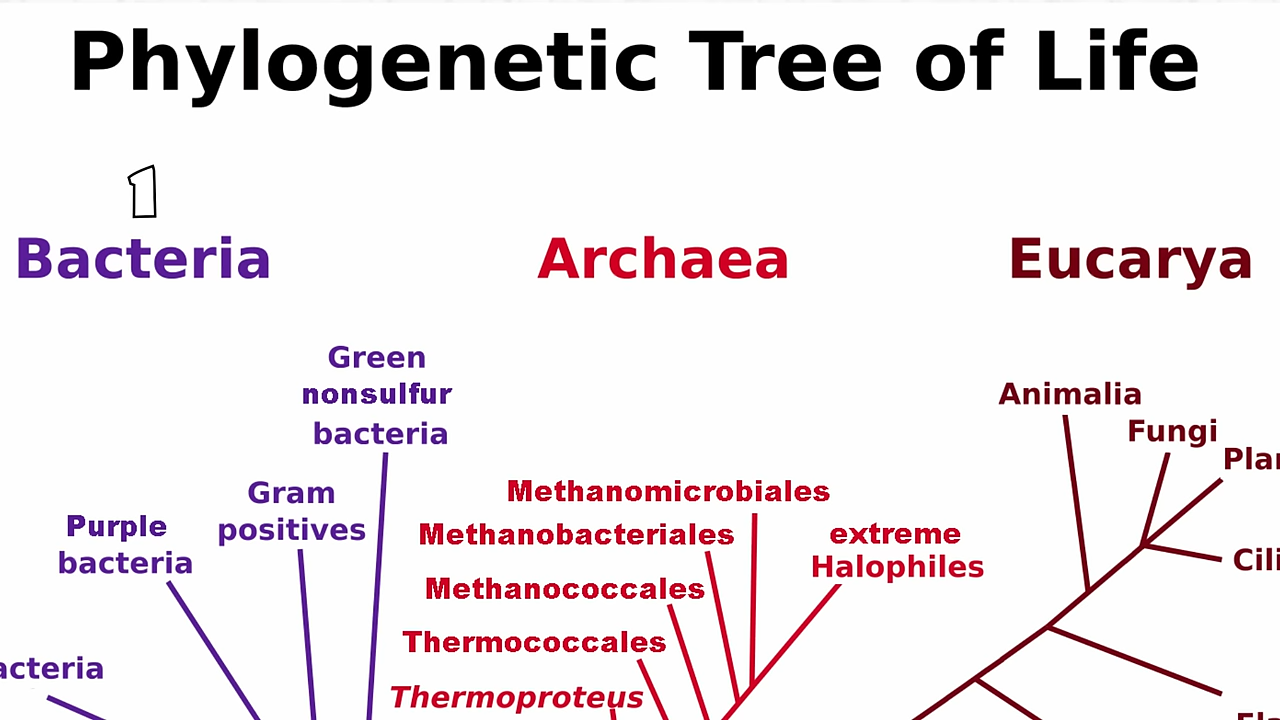 Phylogenetic Tree of Life
1
Bacteria
Archaea
Eucarya
Green
nonsulfur
bacteria
Gram
positives
Purple
bacteria
Methanomicrobiales
Methanobacteriales
Methanococcales
Thermococcales
Thermoproteus
extreme
Halophiles
Animalia
Fungi